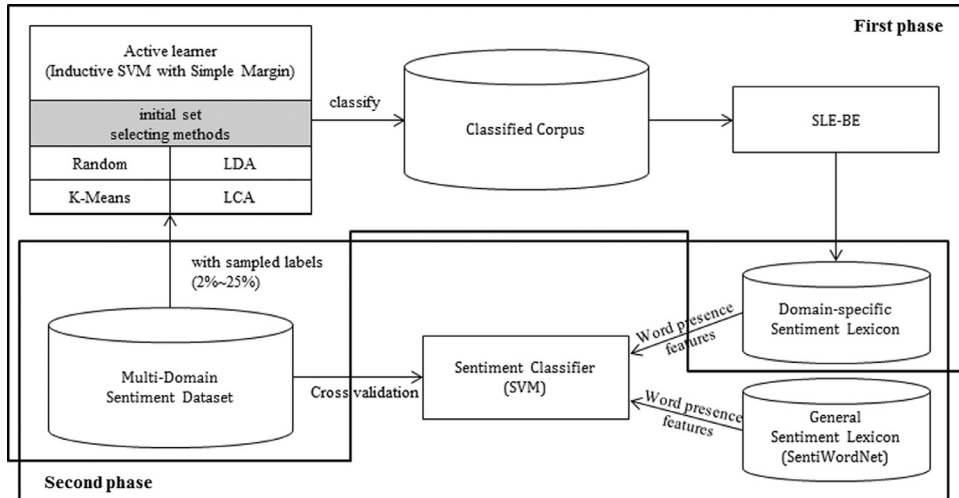 First phase
Active learner
(Inductive SVM with Simple Margin)
initial set
selecting methods
Random
LDA
K-Means
LCA
classify
Classified Corpus
SLE-BE
with sampled labels
(2%~25%)
Multi-Domain
Sentiment Dataset
Cross validation
Sentiment Classifier
(SVM)
Word presence
features
Domain-specific
Sentiment Lexicon
Word presence
features
General
Sentiment Lexicon
(SentiWordNet)
Second phase